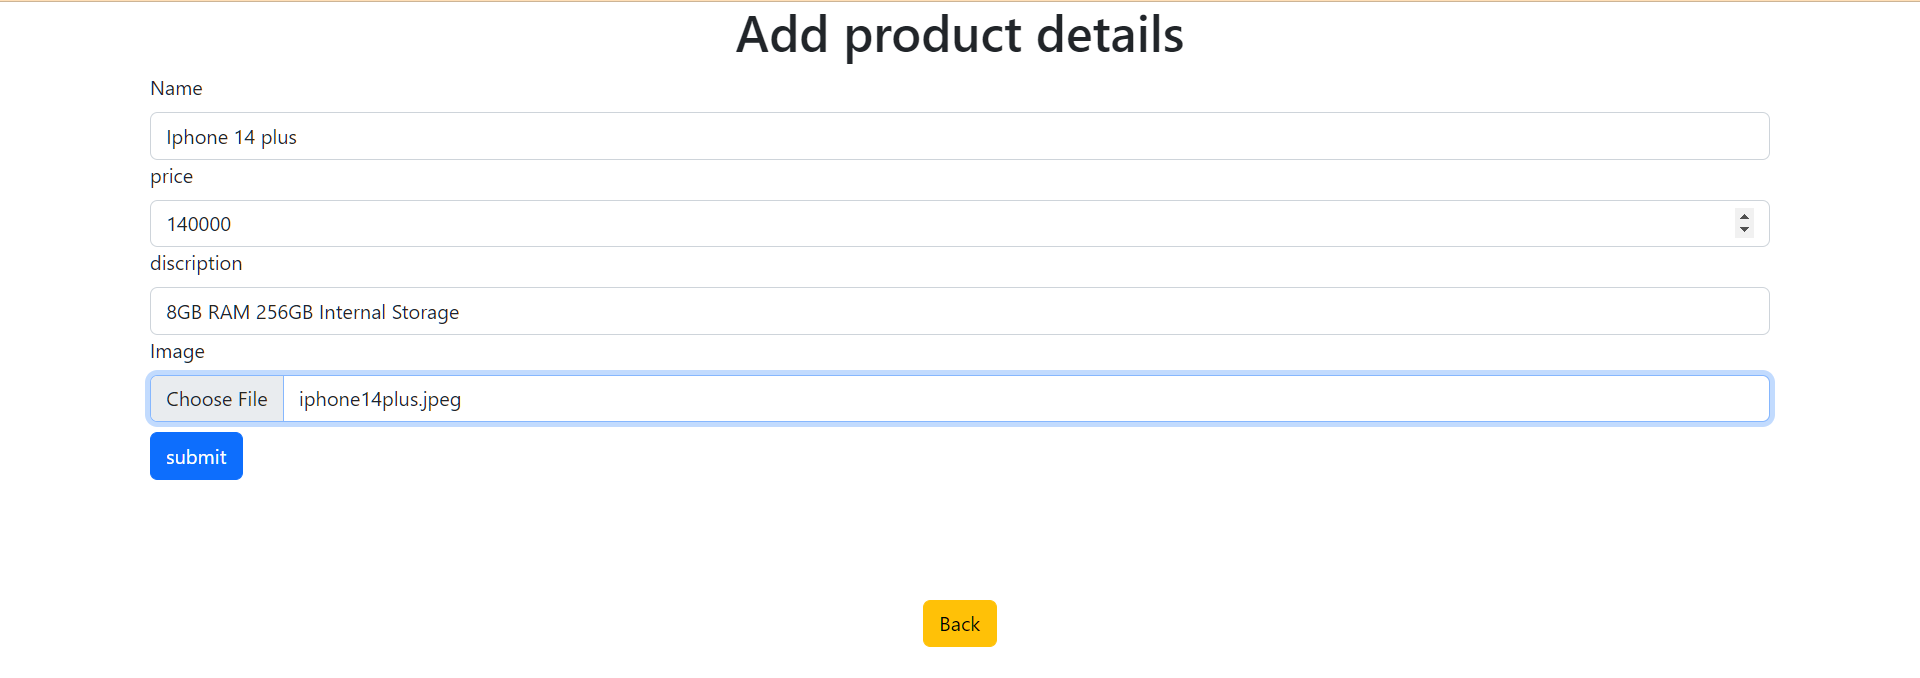 Add product details
Name
Iphone 14 plus
price
140000
discription
8GB RAM 256GB Internal Storage
Image
Choose File iphone14plus.jpeg
submit
Back